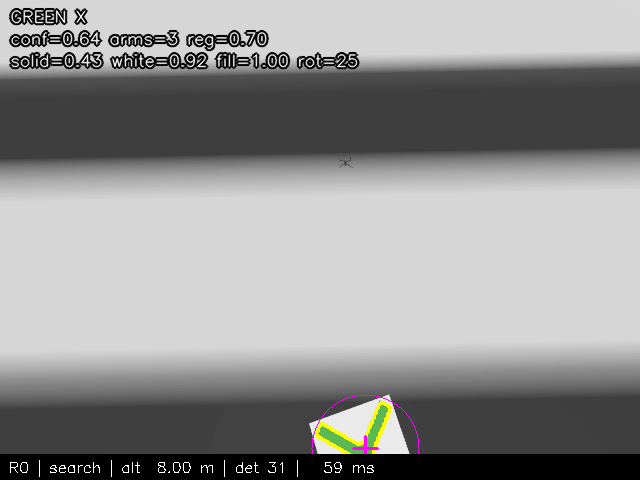 GREEN X
conf=0.64 arms=3 reg=0.70
solid=0.43 white=0.92 fill=1.00 rot=25
R0 | search | alt 8.00 m | det 31 | 59 ms